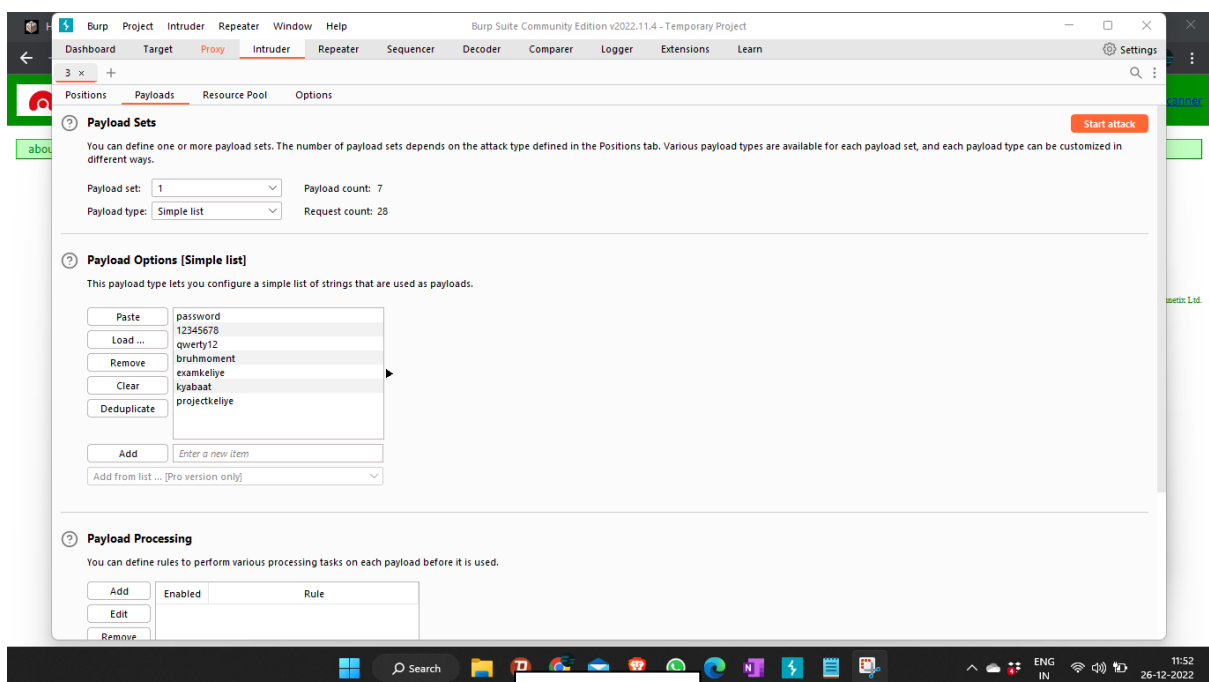 Burp Project Intruder Repeater Window Help Burp Suite Community Edition v2022.11.4 - Temporary Project
Dashboard Target Proxy Intruder Repeater Sequencer Decoder Comparer Logger Extensions Learn Settings
3 × +
Positions Payloads Resource Pool Options
Payload Sets
Start attack
You can define one or more payload sets. The number of payload sets depends on the attack type defined in the Positions tab. Various payload types are available for each payload set, and each payload type can be customized in
different ways.
Payload set: 1 Payload count: 7
Payload type: Simple list Request count: 28
Payload Options [Simple list]
This payload type lets you configure a simple list of strings that are used as payloads.
Paste
Load ...
Remove
Clear
Deduplicate
password
12345678
qwerty12
bruhmoment
examkeliye
kyabaat
projectkeliye
Add Enter a new item
Add from list ... [Pro version only]
Payload Processing
You can define rules to perform various processing tasks on each payload before it is used.
Add Enabled Rule
Edit
Remove
Search
ENG
IN
11:52
26-12-2022